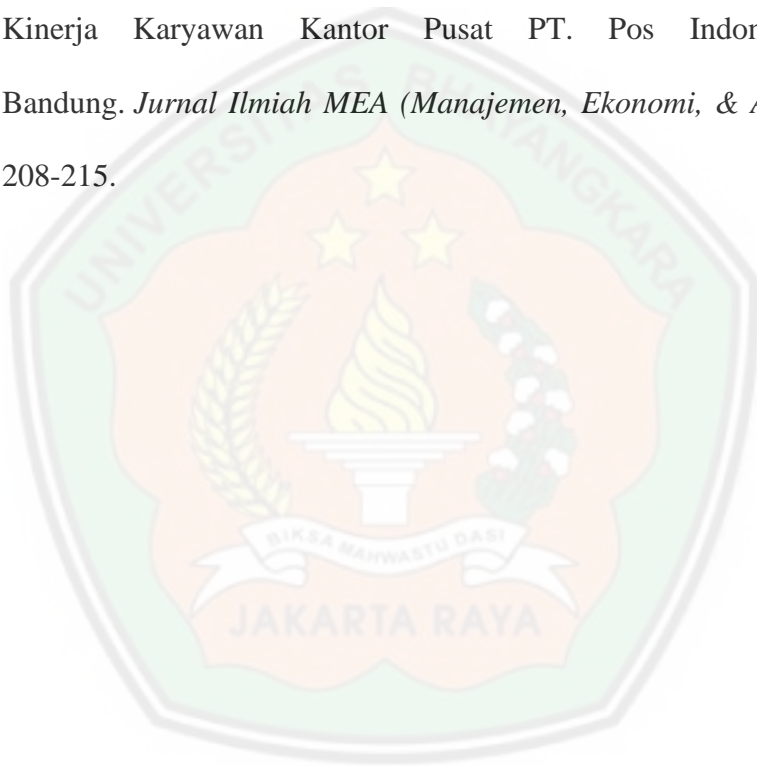 Kinerja Karyawan Kantor Pusat PT. Pos
Bandung. Jurnal Ilmiah MEA (Manajemen, Ekonomi, &
208-215.
UNIVERSITAS BHAYANGKARA
BIKSA MAHWASTU DASI
JAKARTA RAYA